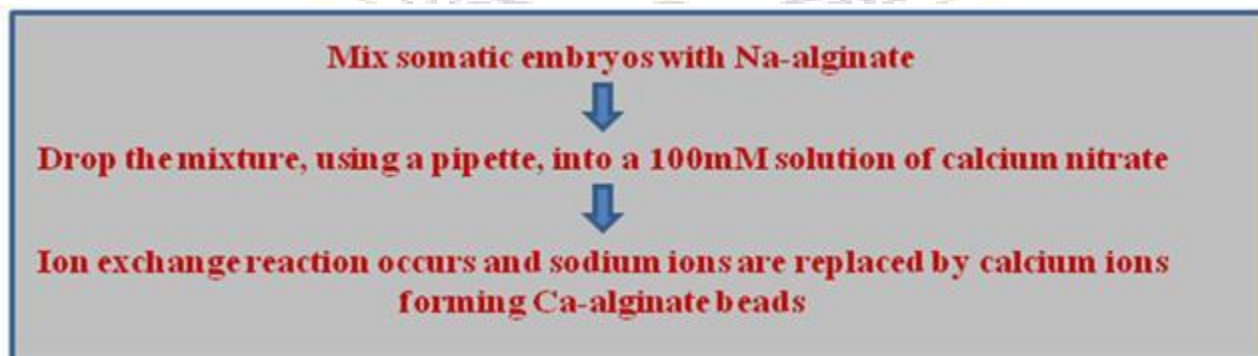 Mix somatic embryos with Na-alginate
Drop the mixture, using a pipette, into a 100mM solution of calcium nitrate
Ion exchange reaction occurs and sodium ions are replaced by calcium ions
forming Ca-alginate beads